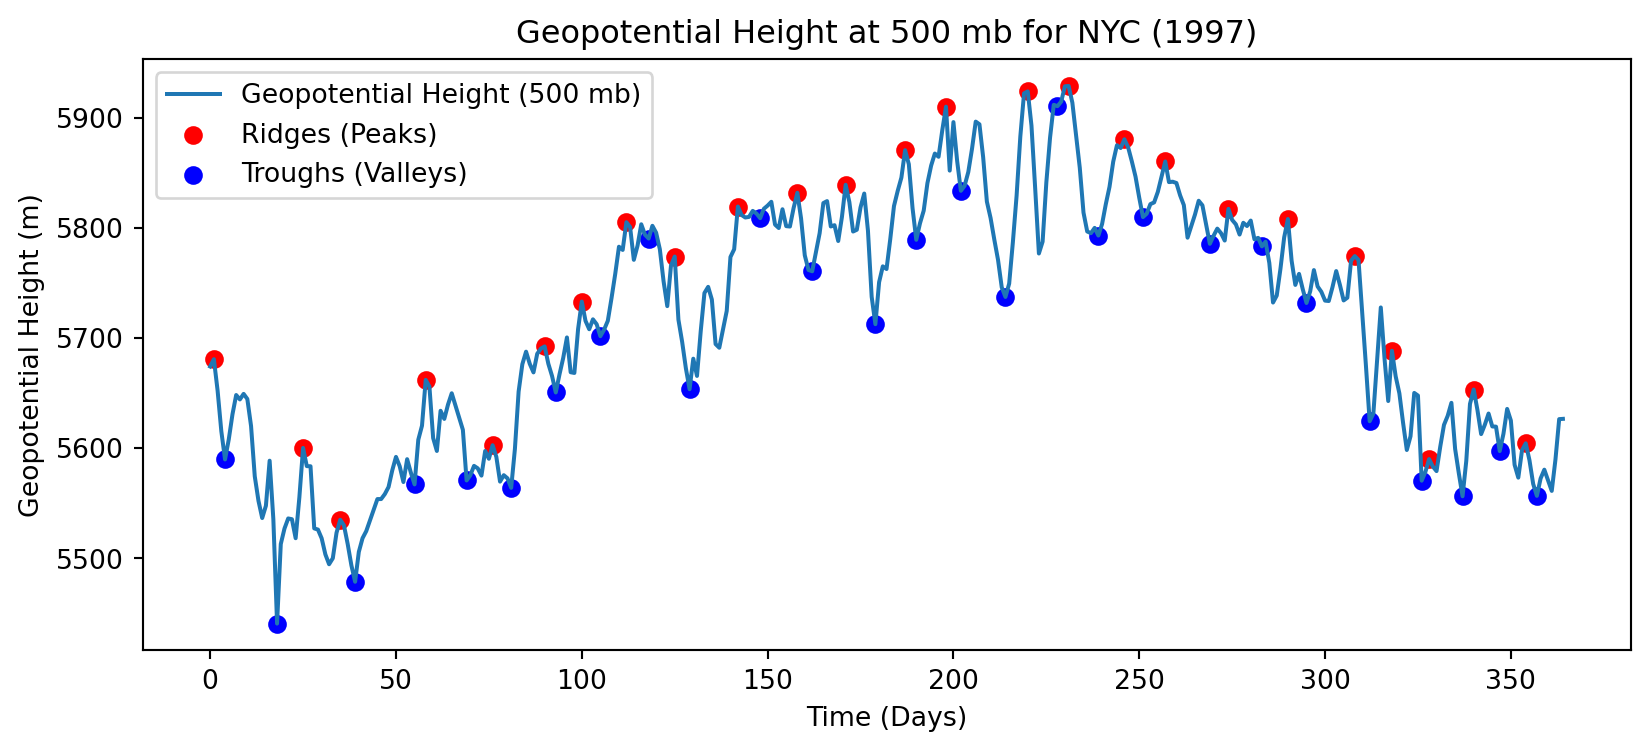 Geopotential Height at 500 mb for NYC (1997)
Geopotential Height (500 mb)
Ridges (Peaks)
Troughs (Valleys)
Geopotential Height (m)
5900
5800
5700
5600
5500
0 50 100 150 200 250 300 350
Time (Days)